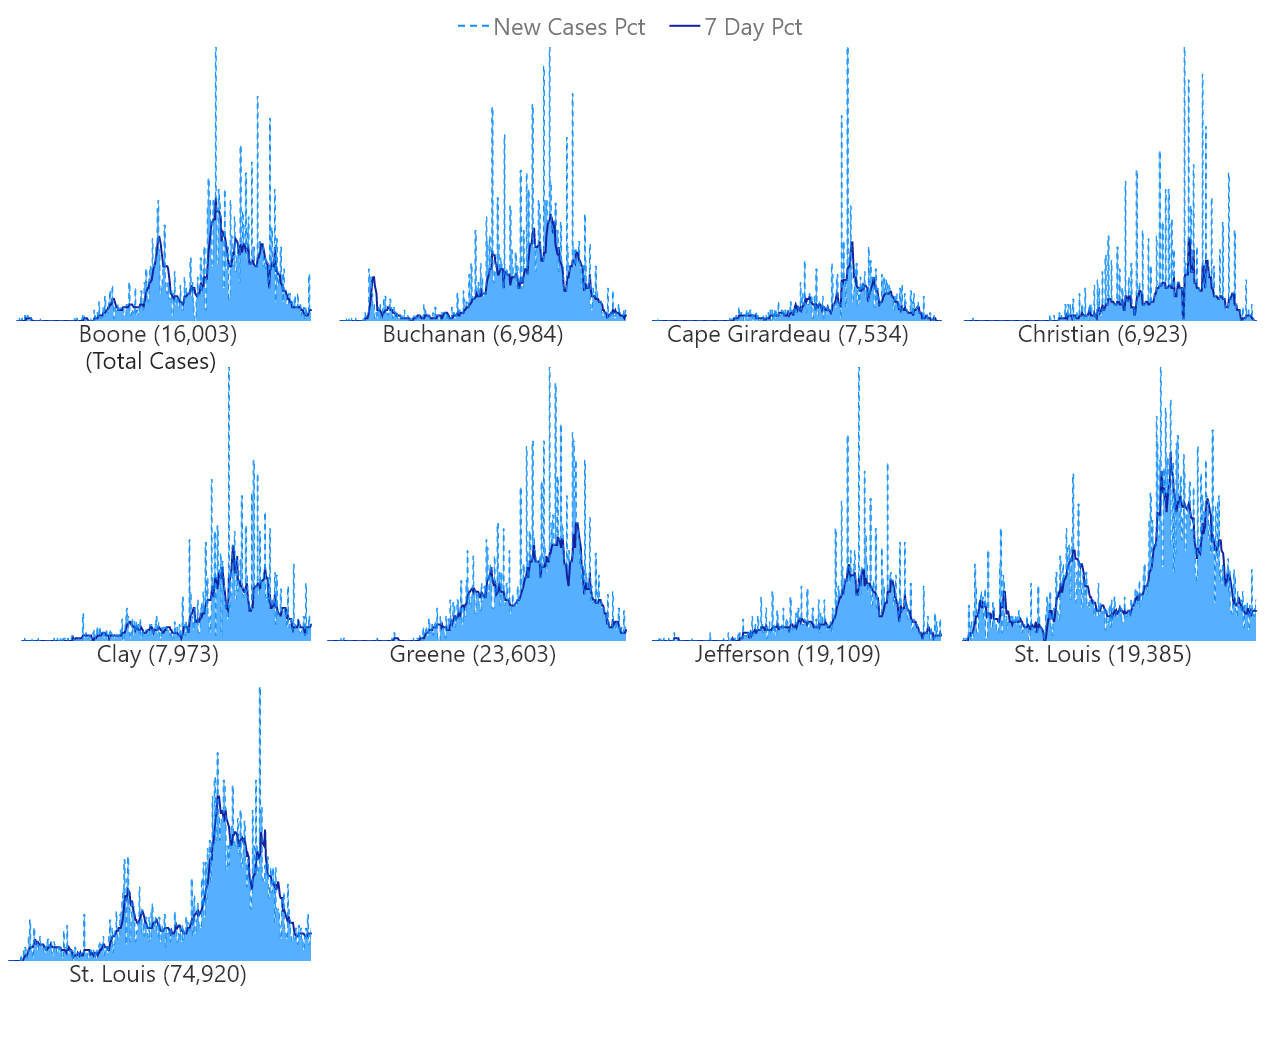 New Cases Pct 7 Day Pct
Boone (16,003) Buchanan (6,984) Cape Girardeau (7,534) Christian (6,923)
(Total Cases)
Clay (7,973) Greene (23,603) Jefferson (19,109) St. Louis (19,385)
St. Louis (74,920)